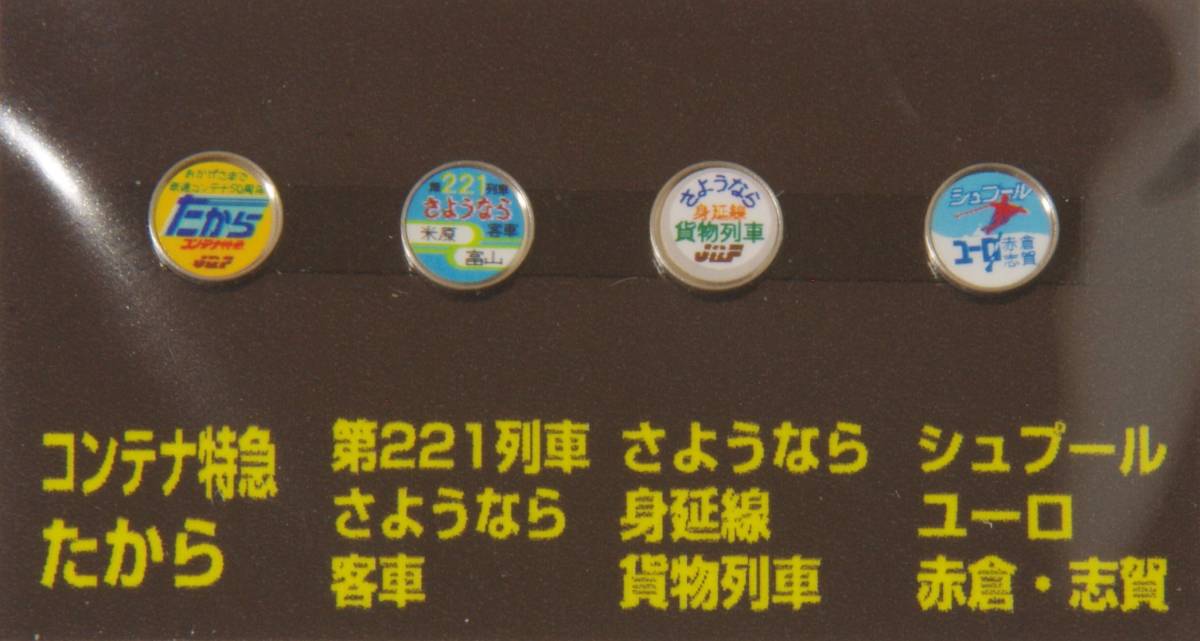 おかげさまで
鉄道コンテナ50周年
たから
コンテナ特急
第221列車
さようなら
客車
米原
富山
さようなら
身延線
貨物列車
シュプール
ユーロ
赤倉
志賀
コンテナ特急
たから
第221列車
さようなら
客車
さようなら
身延線
貨物列車
シュプール
ユーロ
赤倉・志賀